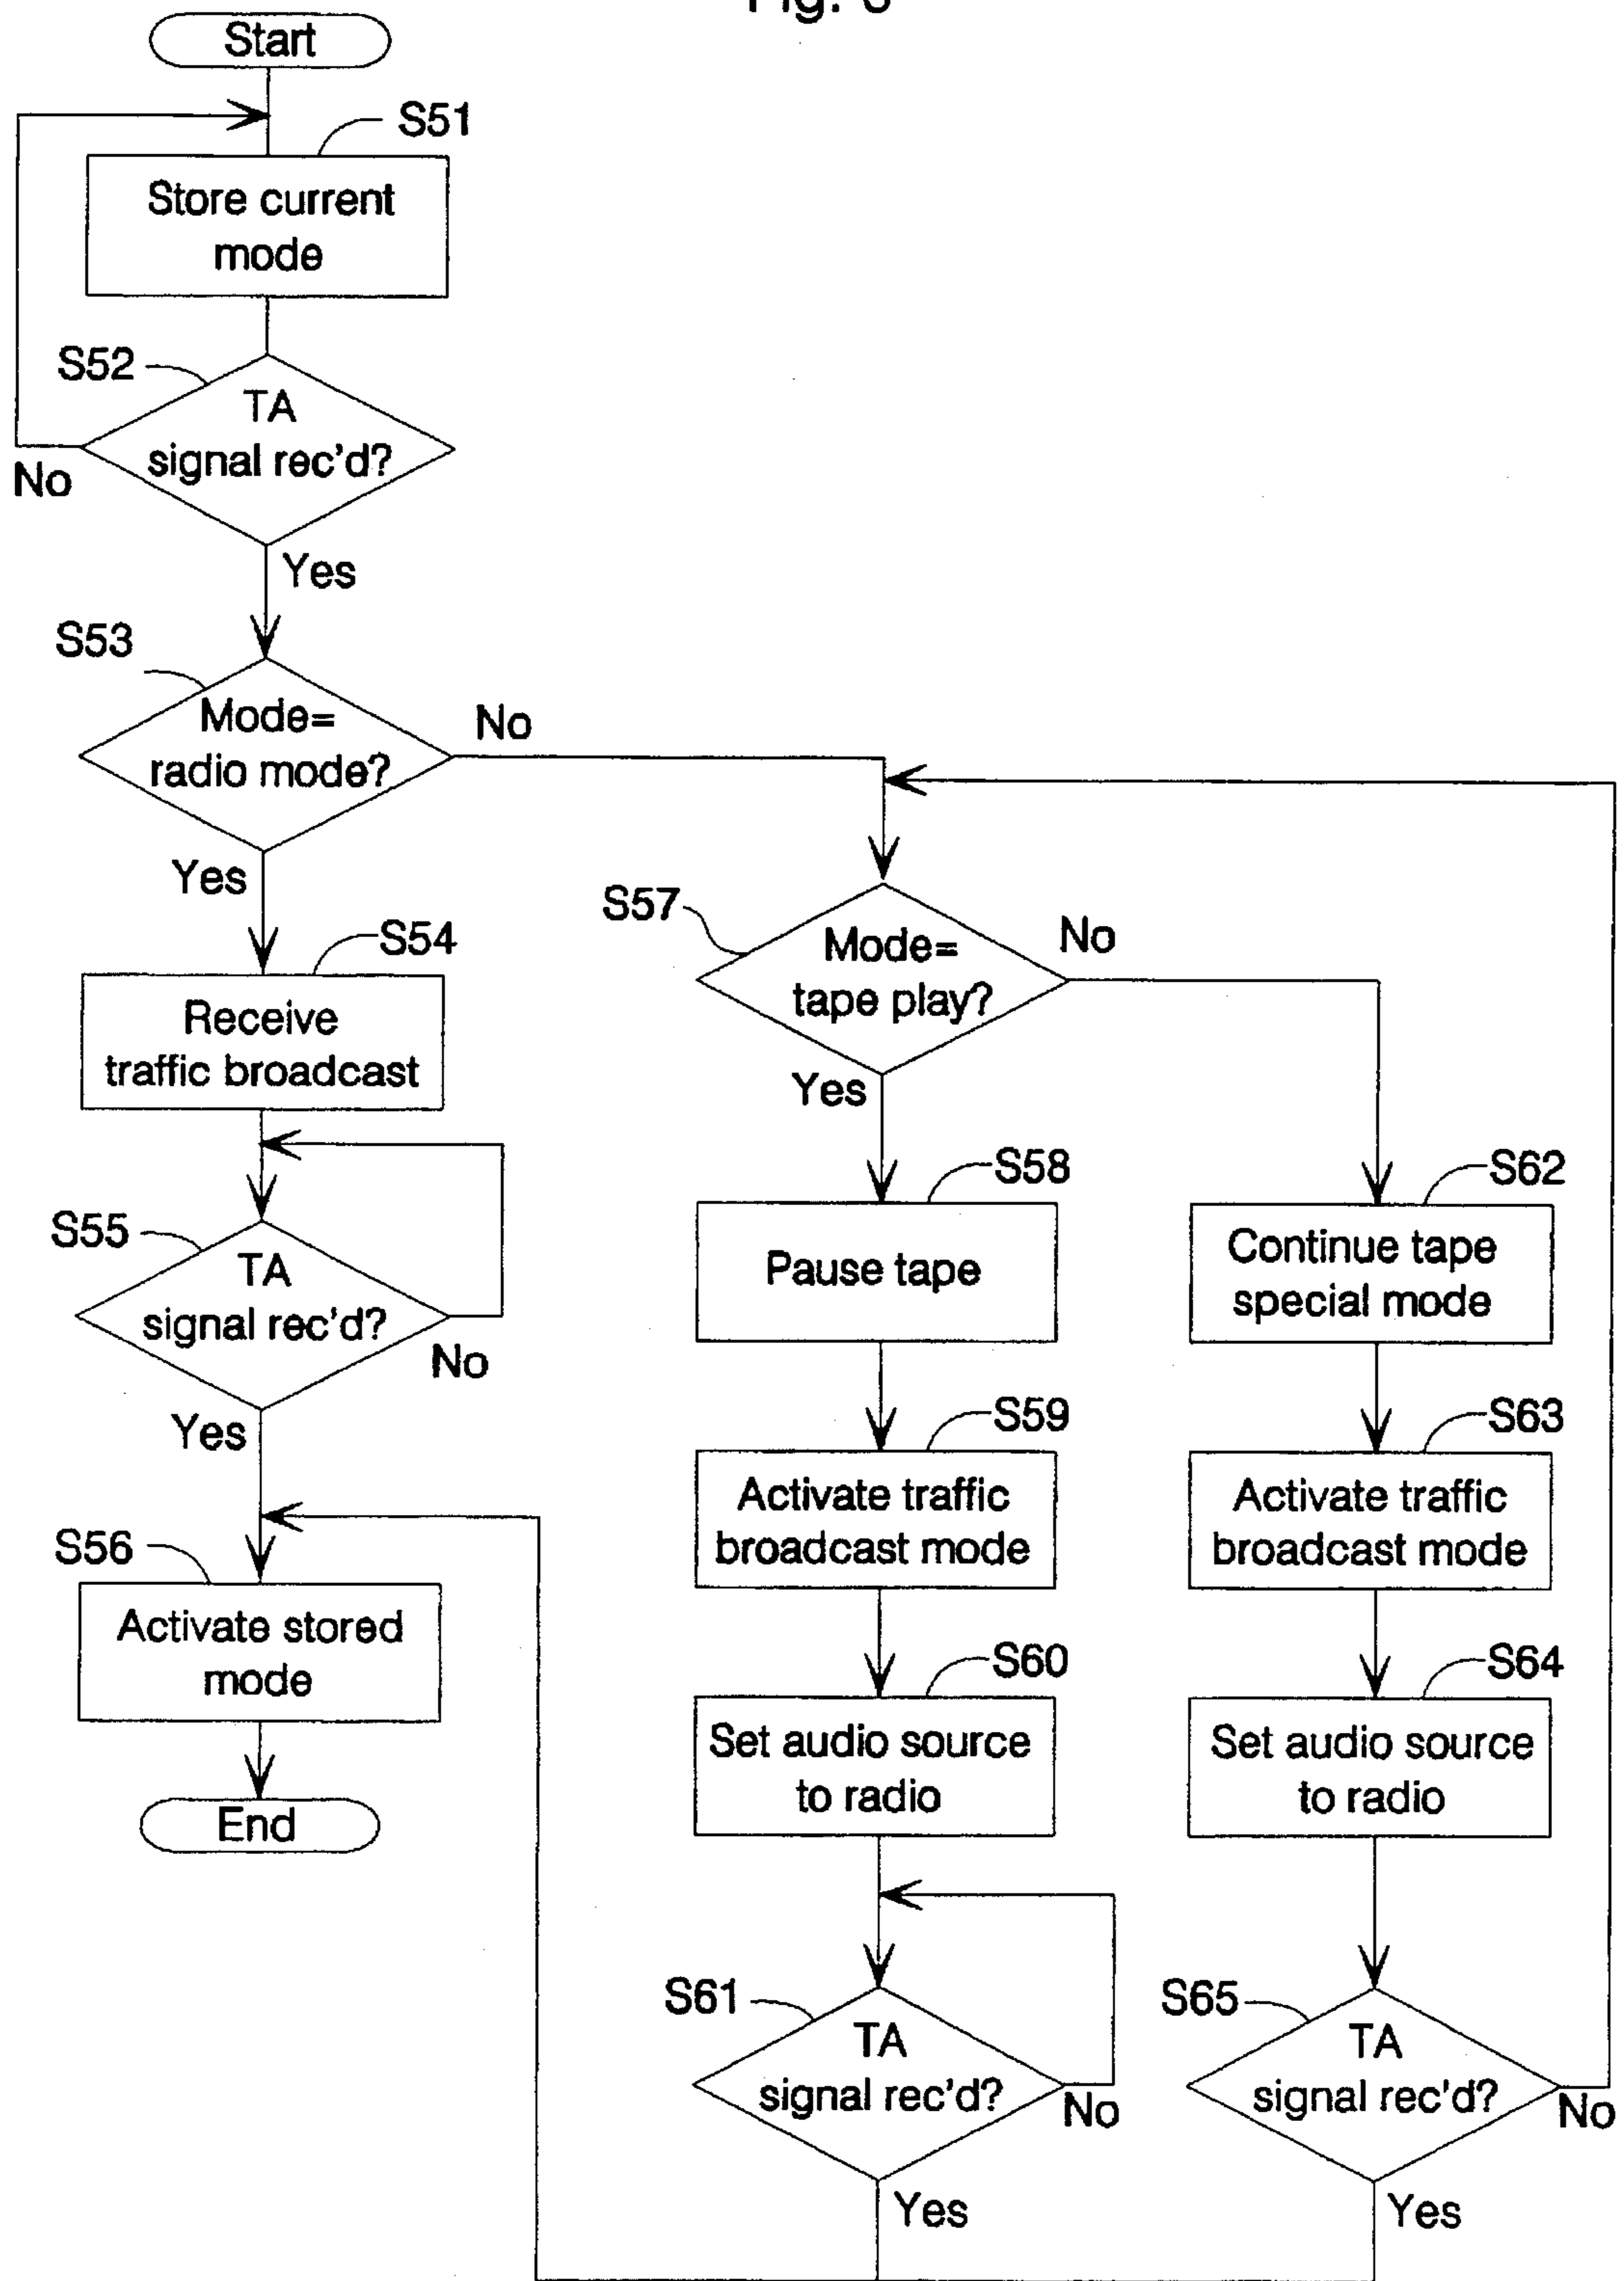 Start
S51
Store current
mode
S52
TA
signal rec'd?
No
Yes
S53
Mode=
radio mode?
No
Yes
S54
Receive
traffic broadcast
S55
TA
signal rec'd?
No
Yes
S56
Activate stored
mode
End
S57
Mode=
tape play?
No
Yes
S58
Pause tape
S59
Activate traffic
broadcast mode
S60
Set audio source
to radio
S61
TA
signal rec'd?
No
Yes
S62
Continue tape
special mode
S63
Activate traffic
broadcast mode
S64
Set audio source
to radio
S65
TA
signal rec'd?
No
Yes